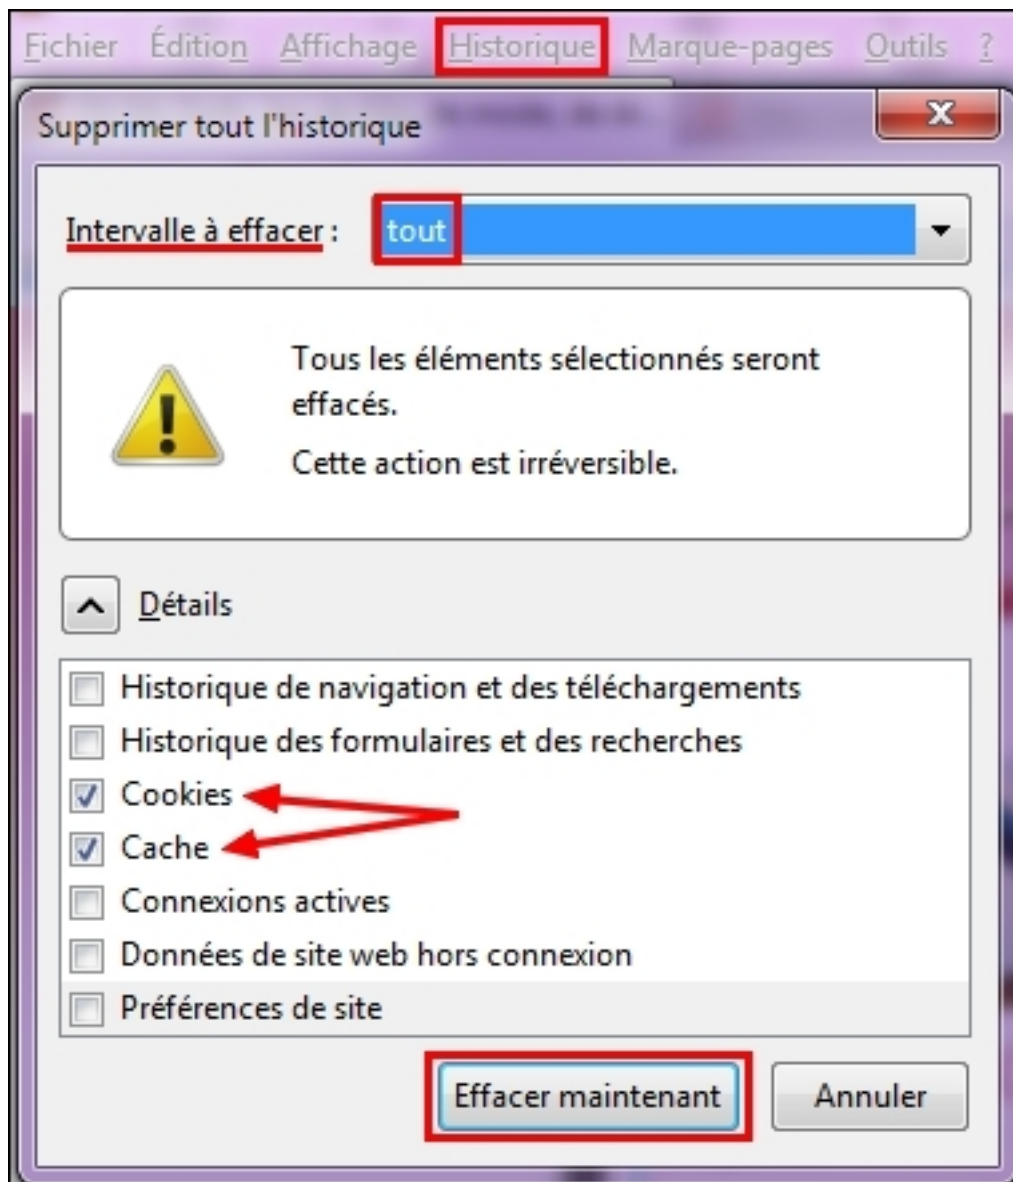 Fichier Édition Affichage Historique Marque-pages Outils ?
Supprimer tout l'historique
Intervalle à effacer : tout
Tous les éléments sélectionnés seront
effacés.
Cette action est irréversible.
Détails
Historique de navigation et des téléchargements
Historique des formulaires et des recherches
Cookies
Cache
Connexions actives
Données de site web hors connexion
Préférences de site
Effacer maintenant Annuler